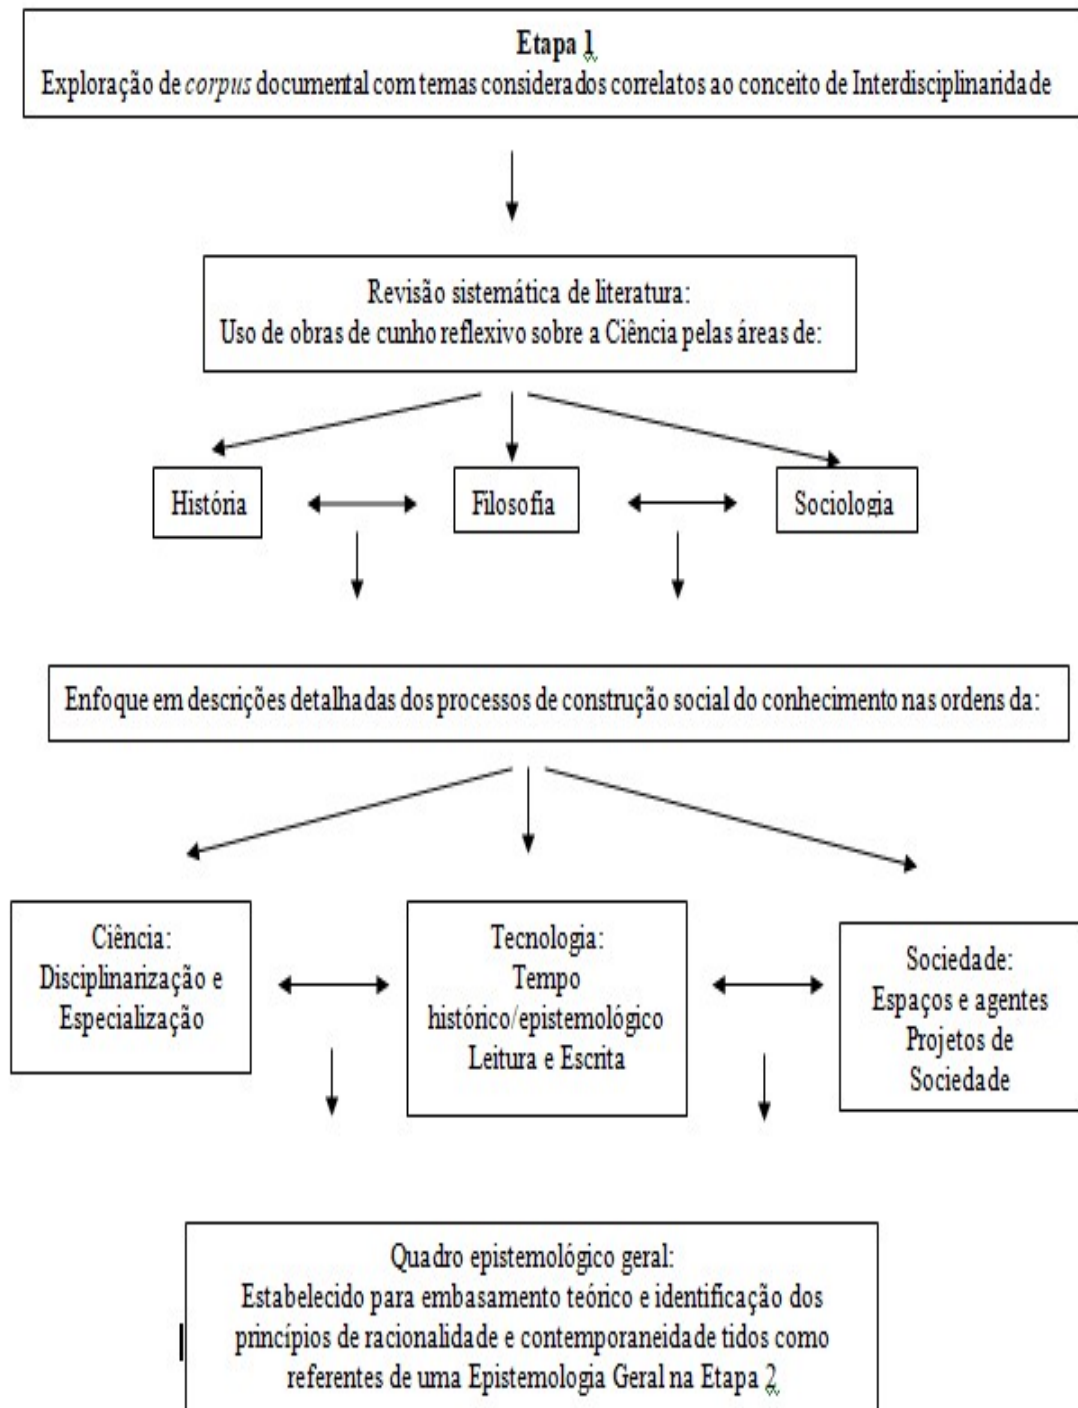 Etapa 1
Exploração de corpus documental com temas considerados correlatos ao conceito de Interdisciplinaridade
Revisão sistemática de literatura:
Uso de obras de cunho reflexivo sobre a Ciência pelas áreas de:
História
Filosofia
Sociologia
Enfoque em descrições detalhadas dos processos de construção social do conhecimento nas ordens da:
Ciência:
Disciplinarização e
Especialização
Tecnologia:
Tempo
histórico/epistemológico
Leitura e Escrita
Sociedade:
Espaços e agentes
Projetos de
Sociedade
Quadro epistemológico geral:
Estabelecido para embasamento teórico e identificação dos
princípios de racionalidade e contemporaneidade tidos como
referentes de uma Epistemologia Geral na Etapa 2